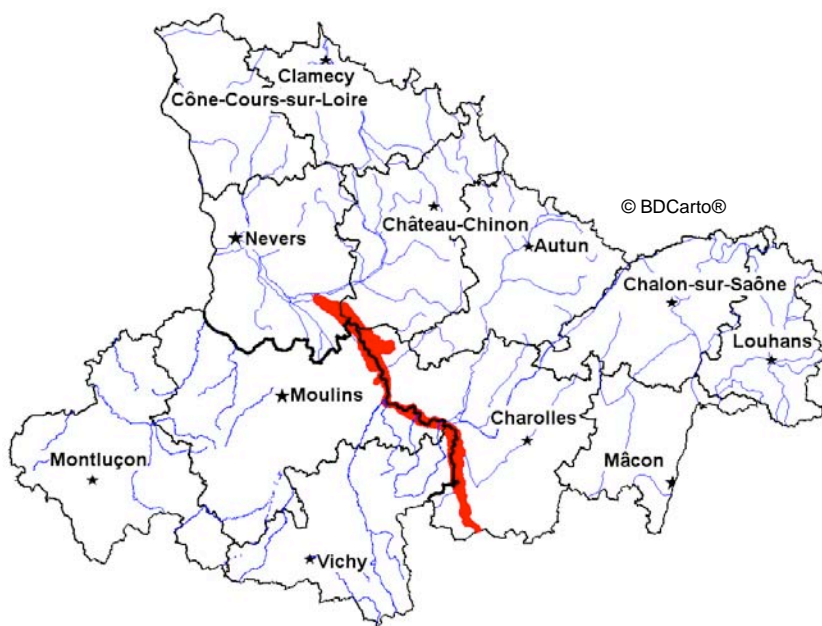 Clamecy
Cône-Cours-sur-Loire
© BDCarto®
Château-Chinon
Nevers
Autun
Chalon-sur-Saône
Louhans
Moulins
Charolles
Montluçon
Mâcon
Vichy